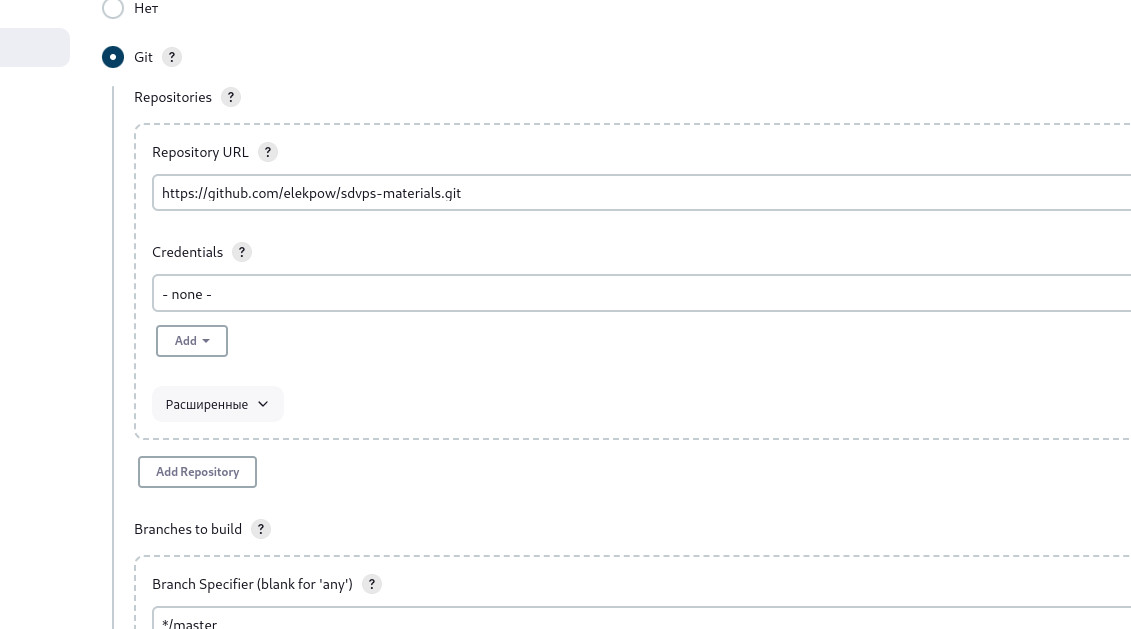 Нет
Git ?
Repositories ?
Repository URL ?
https://github.com/elekpow/sdvps-materials.git
Credentials ?
- none -
Add
Расширенные
Add Repository
Branches to build ?
Branch Specifier (blank for 'any') ?
*/master